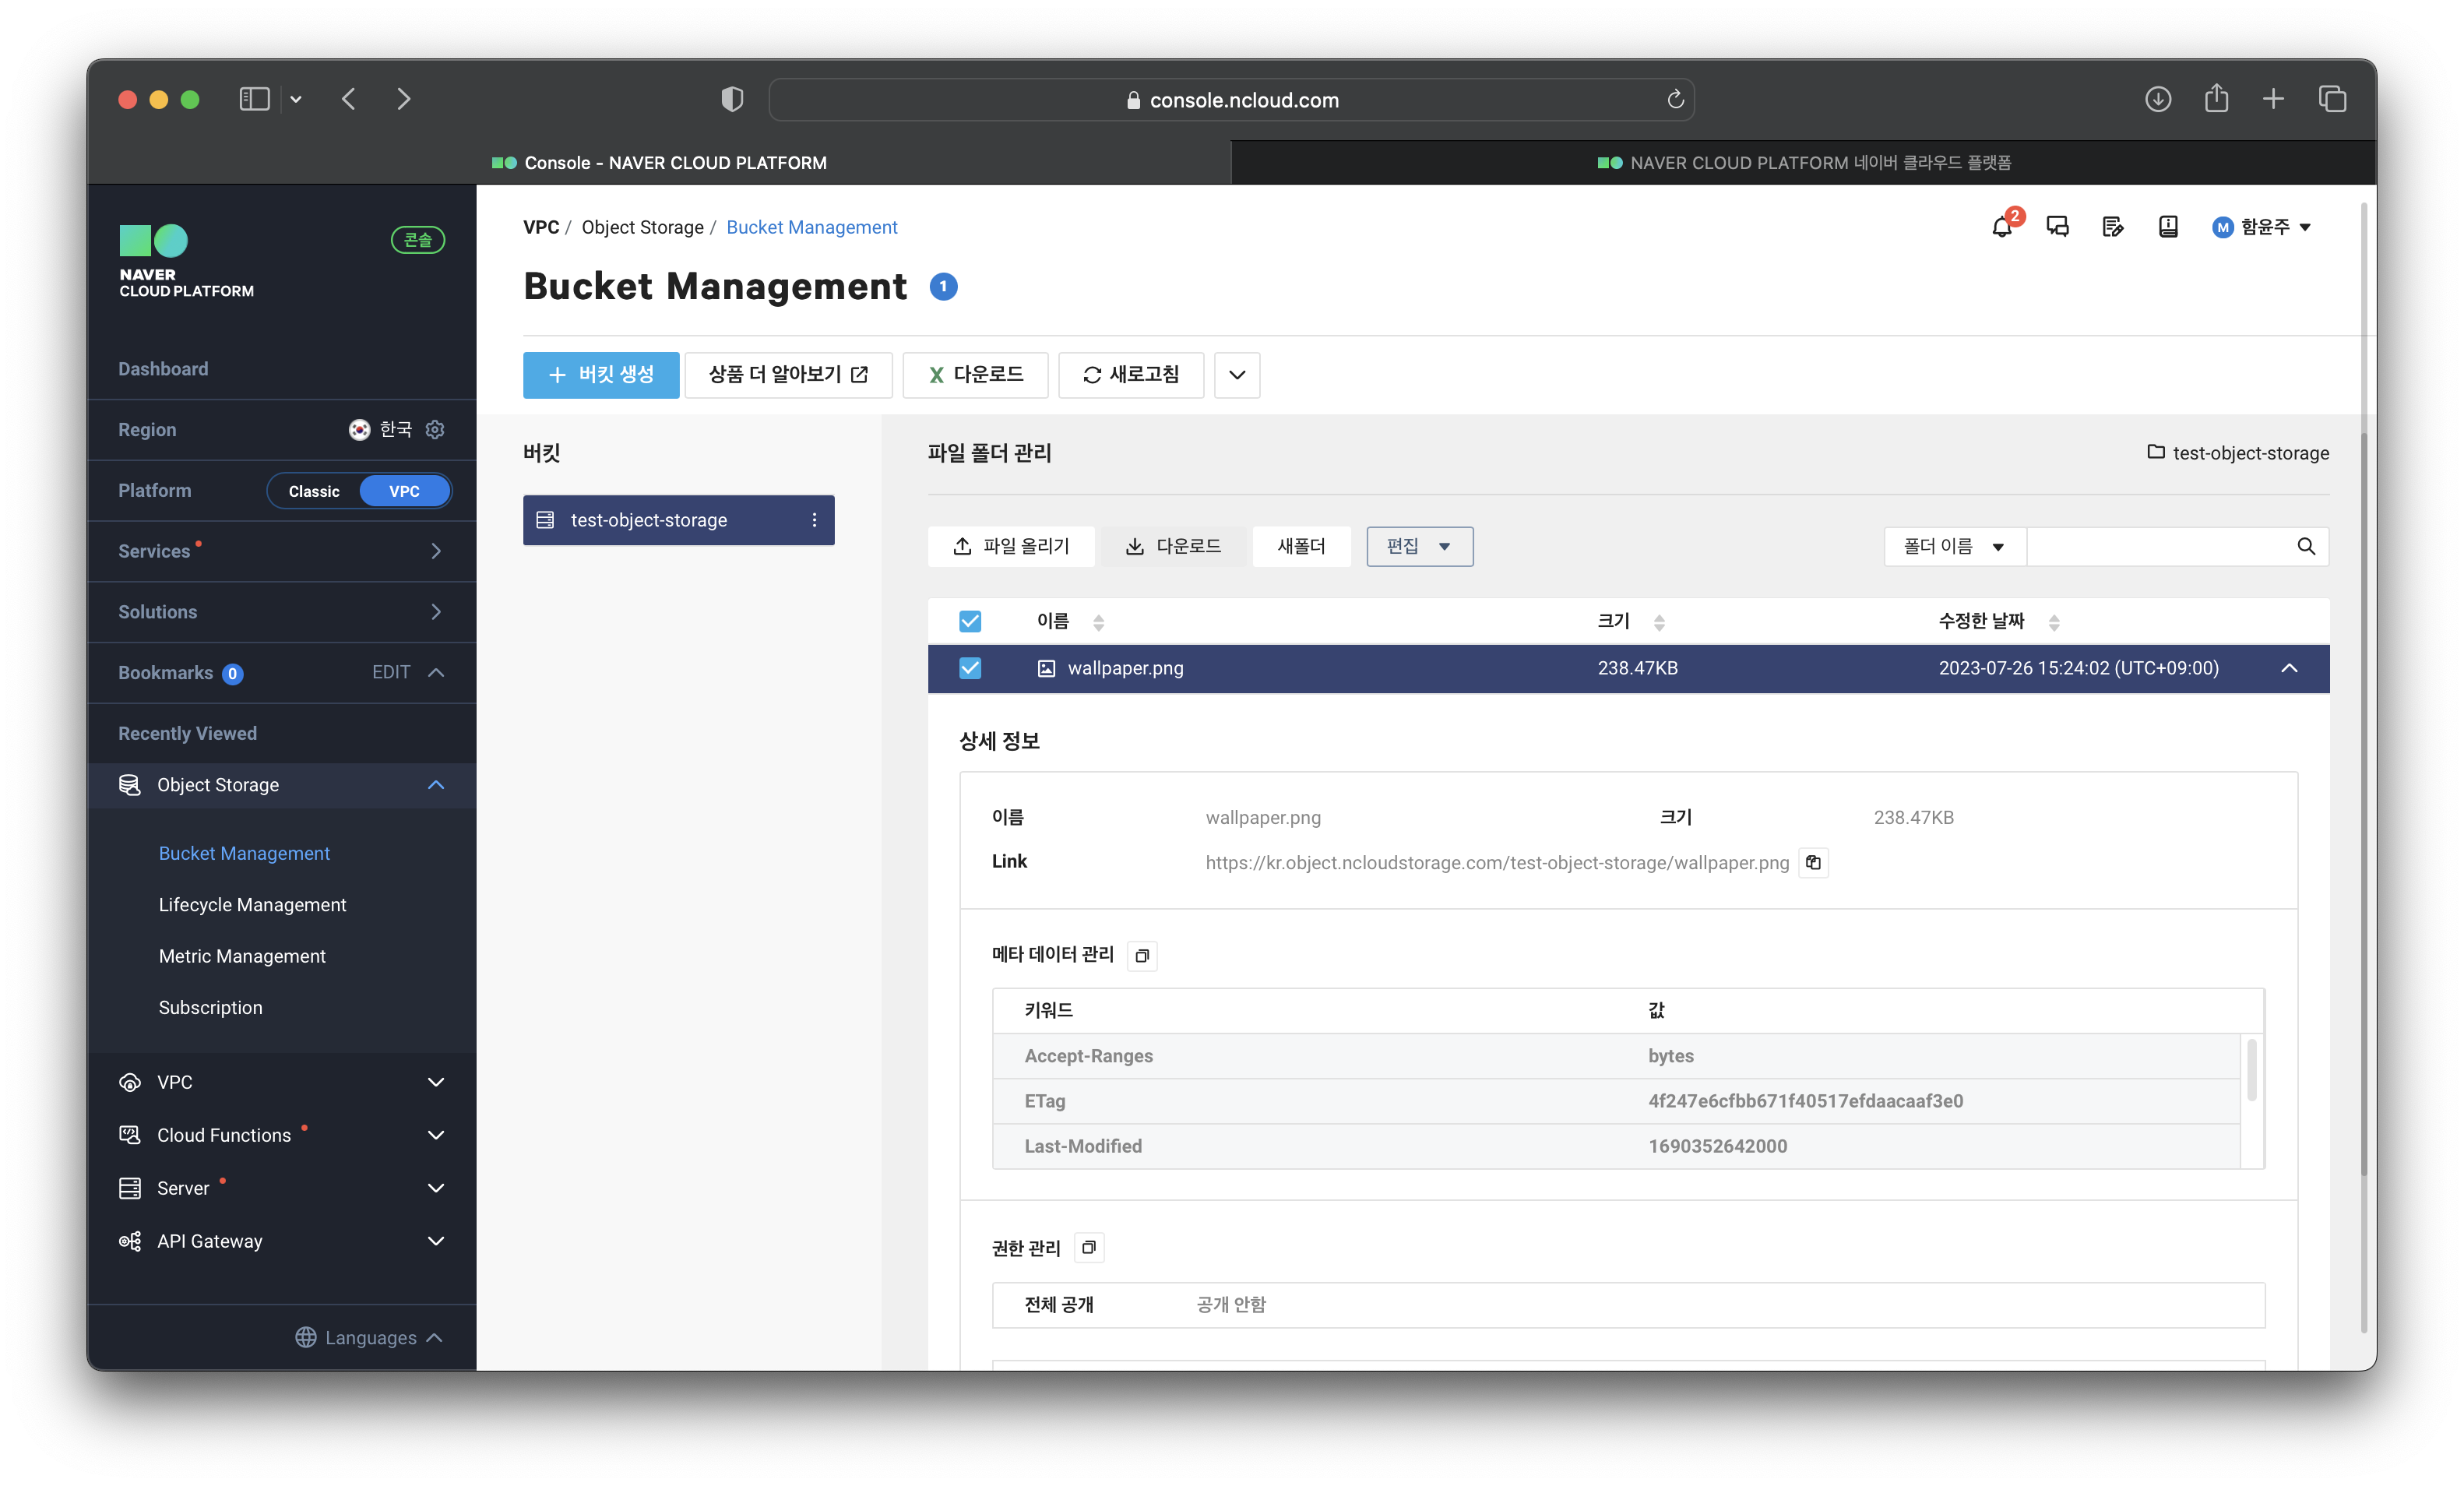 console.ncloud.com
Console - NAVER CLOUD PLATFORM
NAVER CLOUD PLATFORM 네이버 클라우드 플랫폼
NAVER
CLOUD PLATFORM
콘솔
Dashboard
Region 한국
Platform Classic VPC
Services
Solutions
Bookmarks 0 EDIT
Recently Viewed
Object Storage
Bucket Management
Lifecycle Management
Metric Management
Subscription
VPC
Cloud Functions
Server
API Gateway
Languages
VPC / Object Storage / Bucket Management
2
M 함윤주
Bucket Management 1
+ 버킷 생성 상품 더 알아보기 X 다운로드 새로고침
버킷
test-object-storage
파일 폴더 관리
test-object-storage
파일 올리기 다운로드 새폴더 편집 폴더 이름
이름 크기 수정한 날짜
wallpaper.png 238.47KB 2023-07-26 15:24:02 (UTC+09:00)
상세 정보
이름 wallpaper.png 크기 238.47KB
Link https://kr.object.ncloudstorage.com/test-object-storage/wallpaper.png
메타 데이터 관리
키워드 값
Accept-Ranges bytes
ETag 4f247e6cfbb671f40517efdaacaaf3e0
Last-Modified 1690352642000
권한 관리
전체 공개 공개 안함